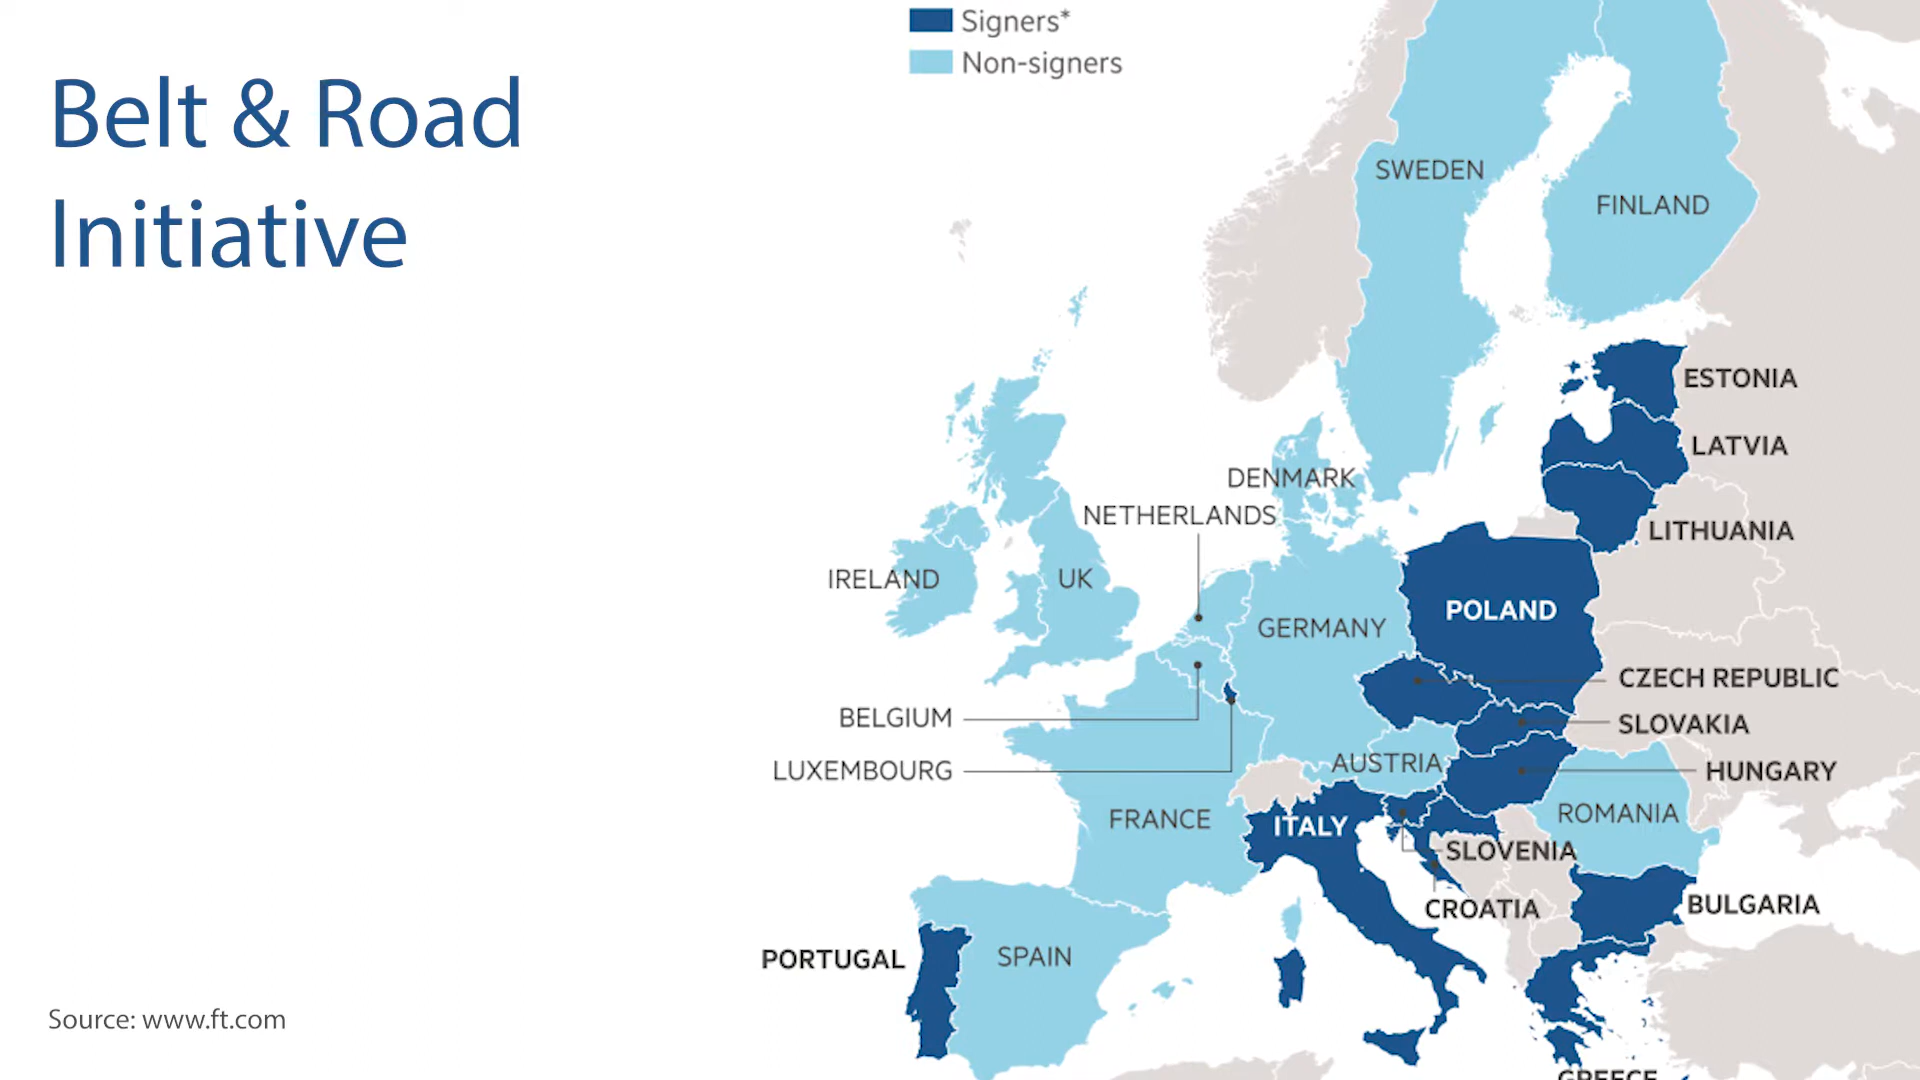 Signers*
Non-signers
Belt & Road
Initiative
SWEDEN
FINLAND
ESTONIA
LATVIA
DENMARK
NETHERLANDS
LITHUANIA
IRELAND
UK
GERMANY
POLAND
CZECH REPUBLIC
BELGIUM
SLOVAKIA
LUXEMBOURG
AUSTRIA
HUNGARY
FRANCE
ITALY
ROMANIA
SLOVENIA
CROATIA
BULGARIA
PORTUGAL
SPAIN
Source: www.ft.com
GREECE